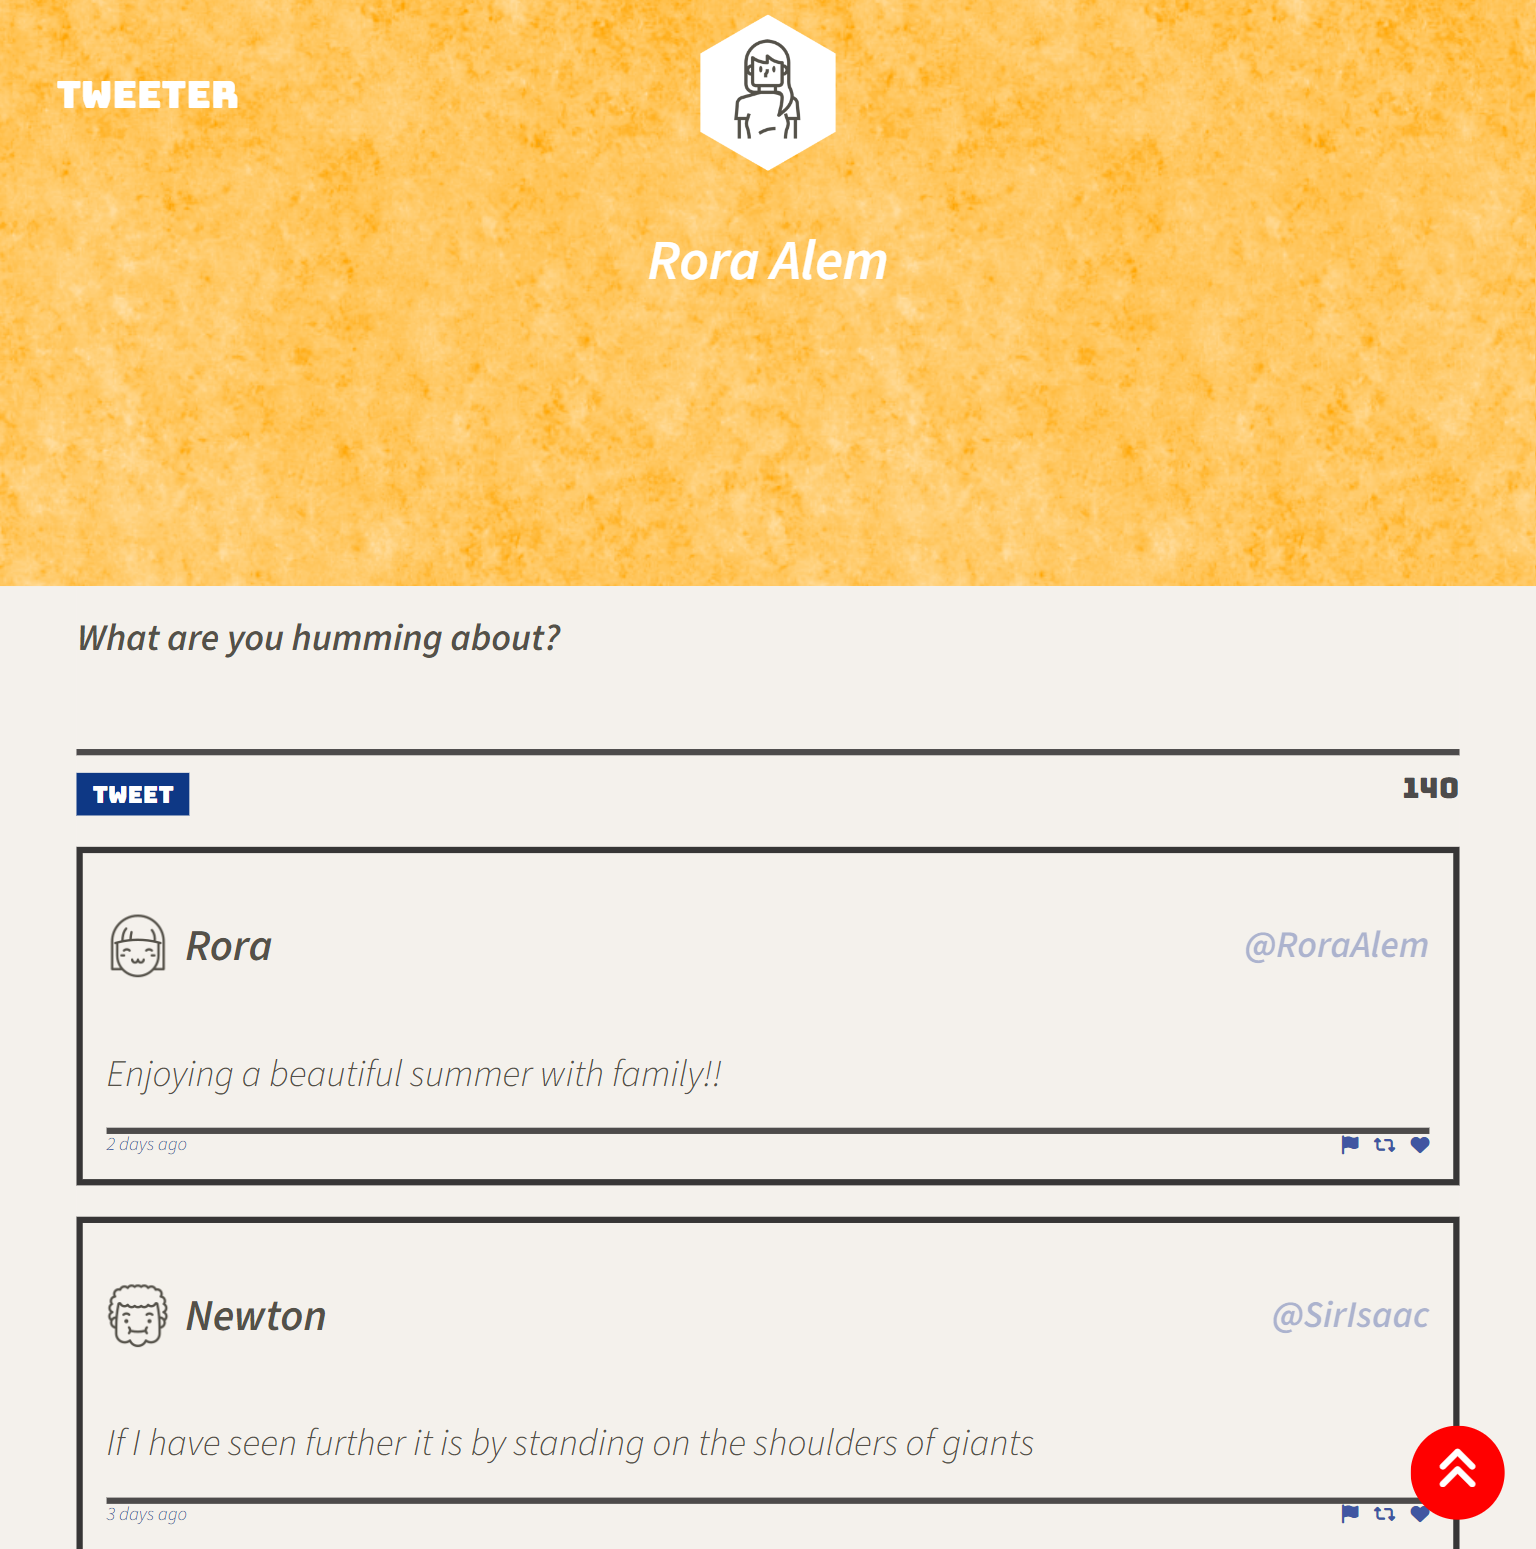 TWEETER
Rora Alem
What are you humming about?
TWEET
140
Rora
@RoraAlem
Enjoying a beautiful summer with family!!
2 days ago
Newton
@SirIsaac
If I have seen further it is by standing on the shoulders of giants
3 days ago